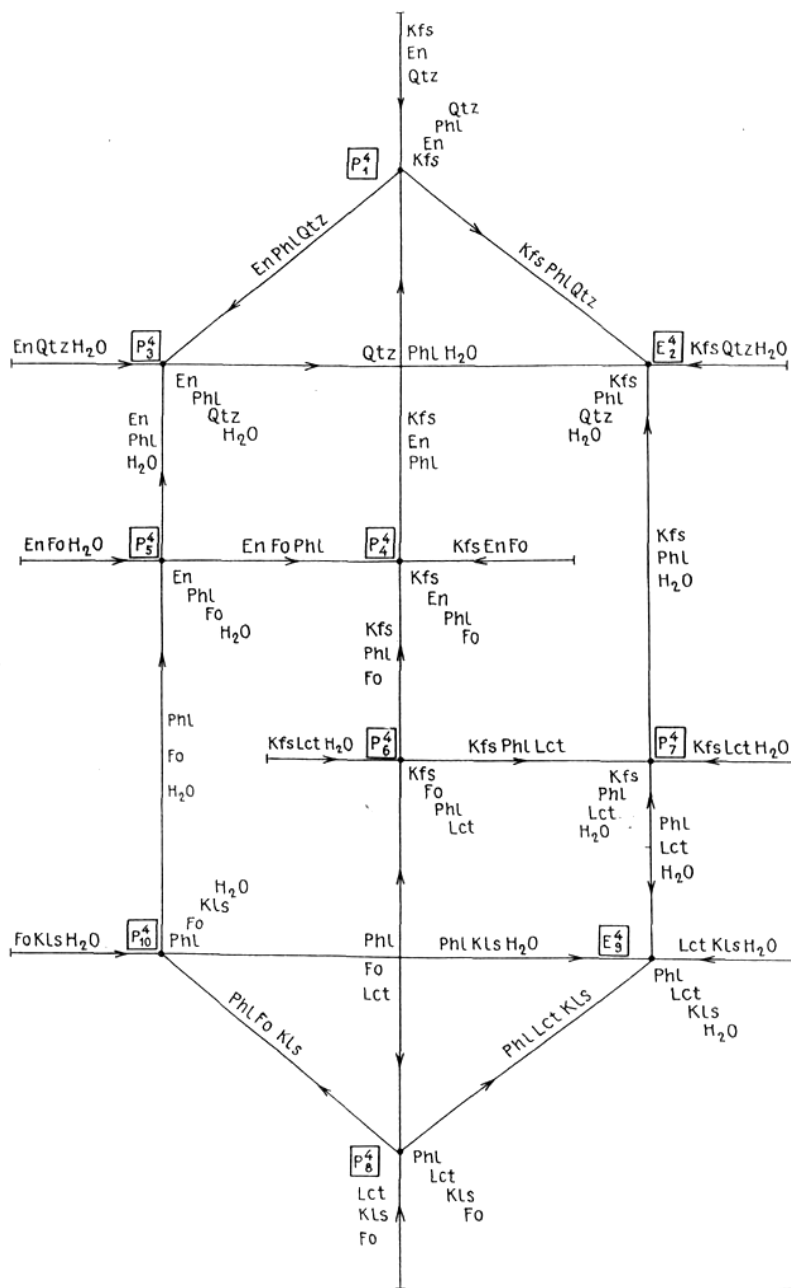 Kfs
En
Qtz
Qtz
Phl
En
Kfs
P⁴₁
En Phl Qtz
Kfs Phl Qtz
En Qtz H₂O
P⁴₃
Qtz Phl H₂O
E⁴₂
Kfs Qtz H₂O
En
Phl
Qtz
H₂O
Kfs
Phl
Qtz
H₂O
En
Phl
H₂O
Kfs
En
Phl
En Fo H₂O
P⁴₅
En Fo Phl
P⁴₄
Kfs En Fo
En
Phl
Fo
H₂O
Kfs
En
Phl
Fo
Kfs
Phl
H₂O
Kfs
Phl
Fo
Phl
Fo
H₂O
Kfs Lct H₂O
P⁴₆
Kfs Phl Lct
P⁴₇
Kfs Lct H₂O
Kfs
Fo
Phl
Lct
Kfs
Phl
Lct
H₂O
Phl
Lct
H₂O
H₂O
Kls
Fo
Phl
Fo Kls H₂O
P⁴₁₀
Phl
Fo
Lct
Phl Kls H₂O
E⁴₉
Lct Kls H₂O
Phl
Lct
Kls
H₂O
Phl Fo Kls
Phl Lct Kls
P⁴₈
Phl
Lct
Kls
Fo
Lct
Kls
Fo